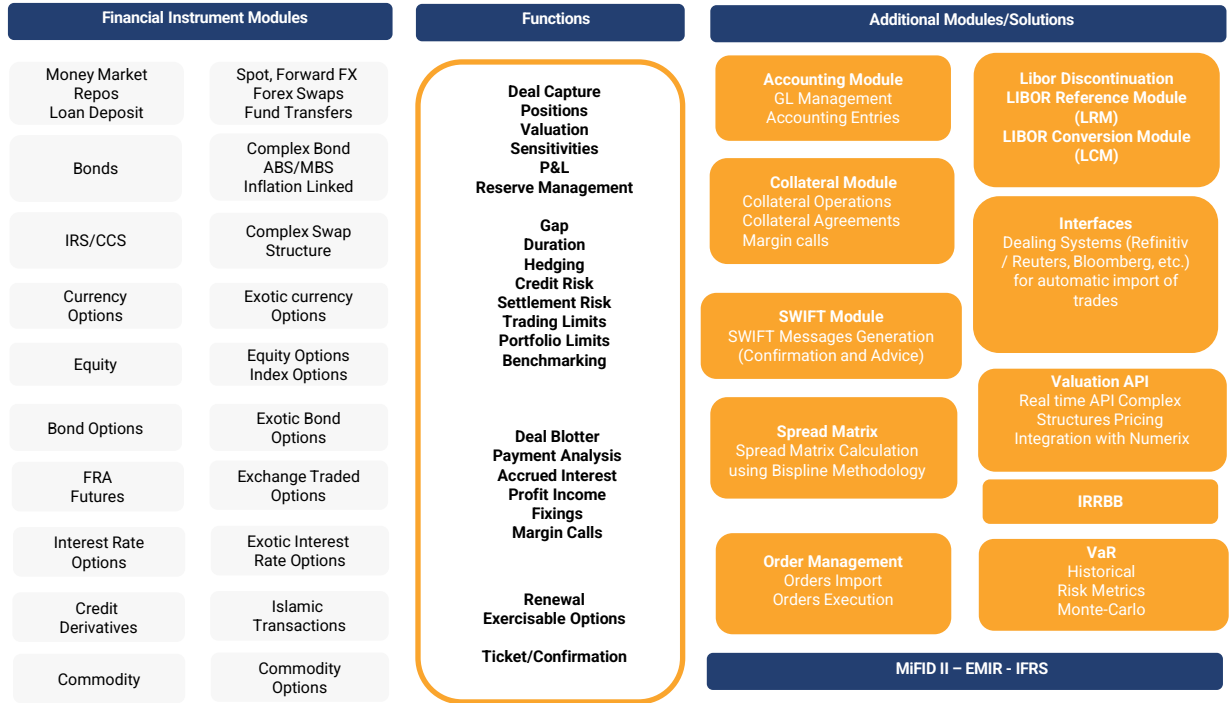 Financial Instrument Modules
Money Market
Repos
Loan Deposit
Spot, Forward FX
Forex Swaps
Fund Transfers
Bonds
Complex Bond
ABS/MBS
Inflation Linked
IRS/CCS
Complex Swap
Structure
Currency
Options
Exotic currency
Options
Equity
Equity Options
Index Options
Bond Options
Exotic Bond
Options
FRA
Futures
Exchange Traded
Options
Interest Rate
Options
Exotic Interest
Rate Options
Credit
Derivatives
Islamic
Transactions
Commodity
Commodity
Options
Functions
Deal Capture
Positions
Valuation
Sensitivities
P&L
Reserve Management
Gap
Duration
Hedging
Credit Risk
Settlement Risk
Trading Limits
Portfolio Limits
Benchmarking
Deal Blotter
Payment Analysis
Accrued Interest
Profit Income
Fixings
Margin Calls
Renewal
Exercisable Options
Ticket/Confirmation
Additional Modules/Solutions
Accounting Module
GL Management
Accounting Entries
Collateral Module
Collateral Operations
Collateral Agreements
Margin calls
SWIFT Module
SWIFT Messages Generation
(Confirmation and Advice)
Spread Matrix
Spread Matrix Calculation
using Bispline Methodology
Order Management
Orders Import
Orders Execution
Libor Discontinuation
LIBOR Reference Module
(LRM)
LIBOR Conversion Module
(LCM)
Interfaces
Dealing Systems (Refinitiv
/ Reuters, Bloomberg, etc.)
for automatic import of
trades
Valuation API
Real time API Complex
Structures Pricing
Integration with Numerix
IRRBB
VaR
Historical
Risk Metrics
Monte-Carlo
MiFID II – EMIR - IFRS